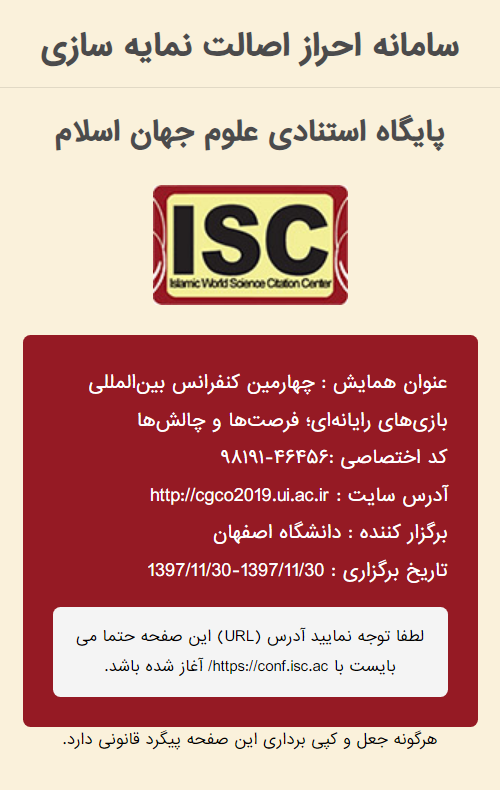 سامانه احراز اصالت نمایه سازی
پایگاه استنادی علوم جهان اسلام
ISC
Islamic World Science Citation Center
عنوان همایش : چهارمین کنفرانس بین‌المللی
بازی‌های رایانه‌ای؛ فرصت‌ها و چالش‌ها
کد اختصاصی :۹۸۱۹۱-۴۶۴۵۶
آدرس سایت : http://cgco2019.ui.ac.ir
برگزار کننده : دانشگاه اصفهان
تاریخ برگزاری : 1397/11/30-1397/11/30
لطفا توجه نمایید آدرس (URL) این صفحه حتما می
بایست با https://conf.isc.ac/ آغاز شده باشد.
هرگونه جعل و کپی برداری این صفحه پیگرد قانونی دارد.